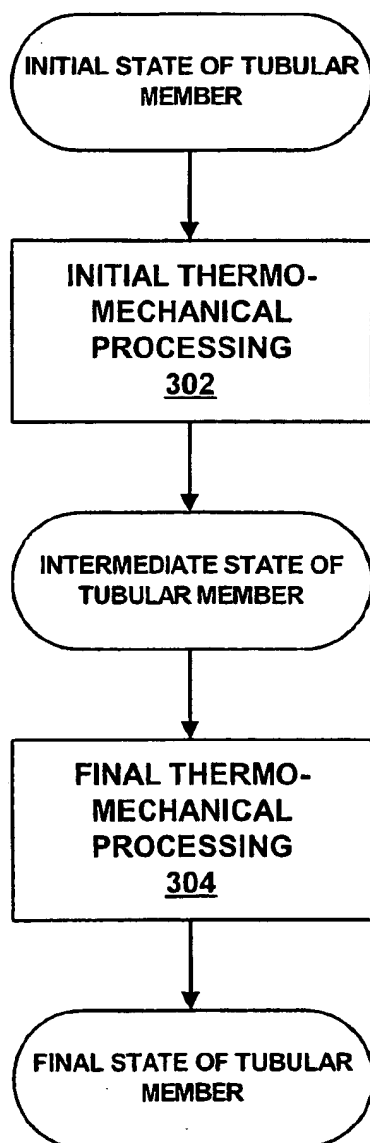 INITIAL STATE OF TUBULAR
MEMBER
INITIAL THERMO-
MECHANICAL
PROCESSING
302
INTERMEDIATE STATE OF
TUBULAR MEMBER
FINAL THERMO-
MECHANICAL
PROCESSING
304
FINAL STATE OF TUBULAR
MEMBER